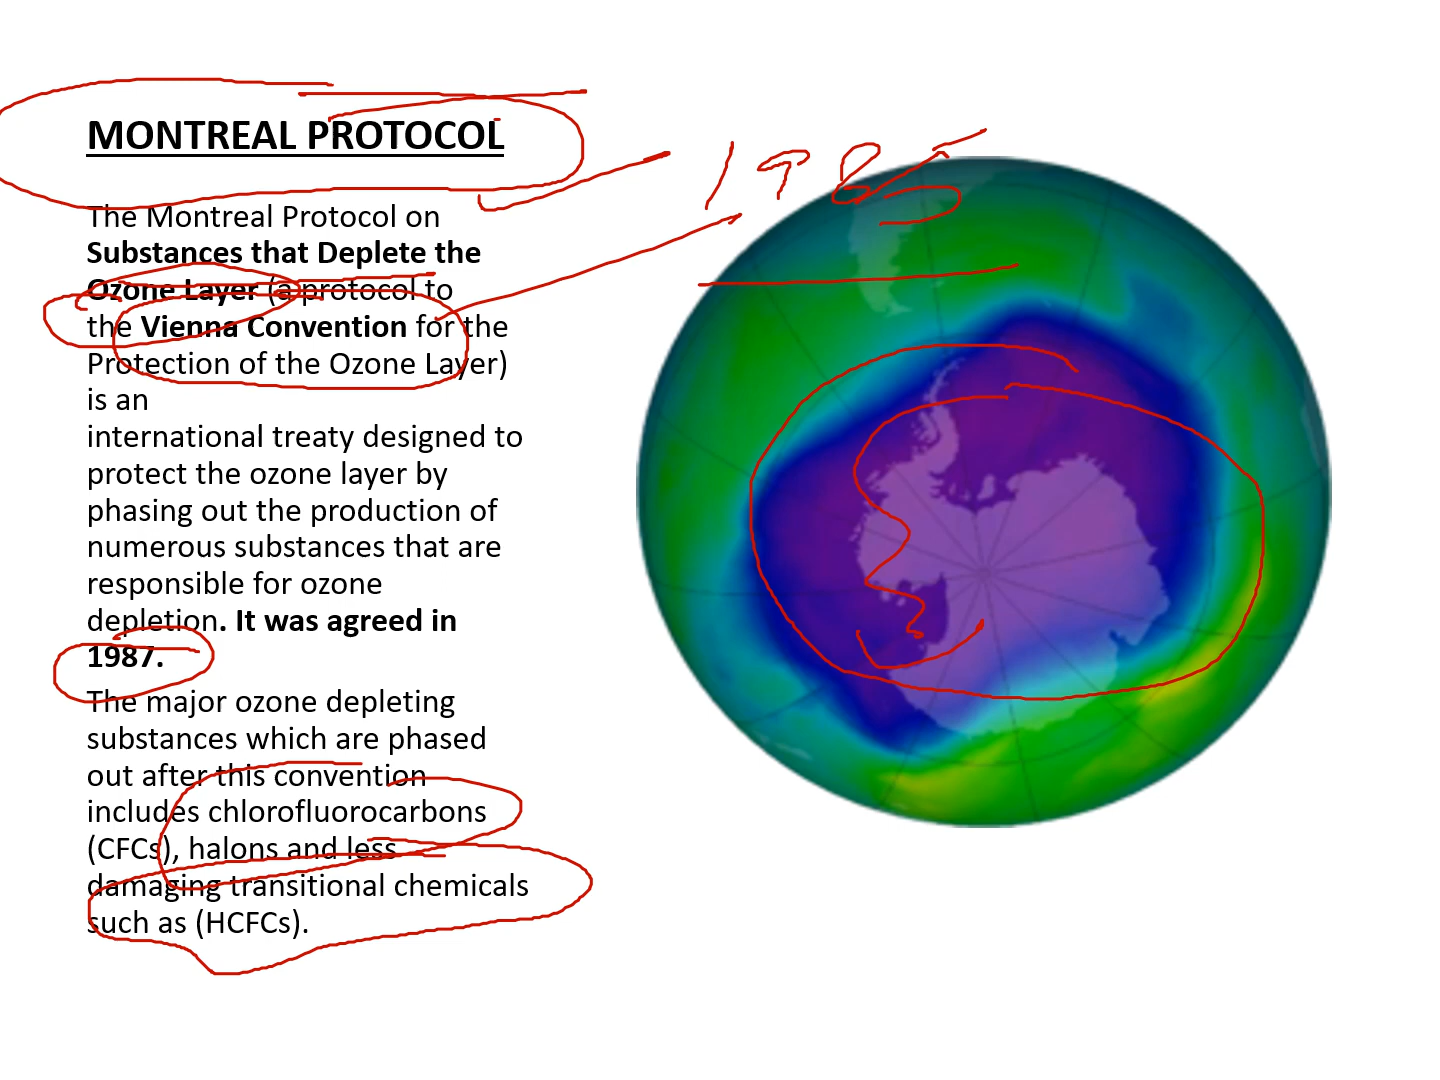 MONTREAL PROTOCOL
1985
The Montreal Protocol on
Substances that Deplete the
Ozone Layer (a protocol to
the Vienna Convention for the
Protection of the Ozone Layer)
is an
international treaty designed to
protect the ozone layer by
phasing out the production of
numerous substances that are
responsible for ozone
depletion. It was agreed in
1987.
The major ozone depleting
substances which are phased
out after this convention
includes chlorofluorocarbons
(CFCs), halons and less
damaging transitional chemicals
such as (HCFCs).